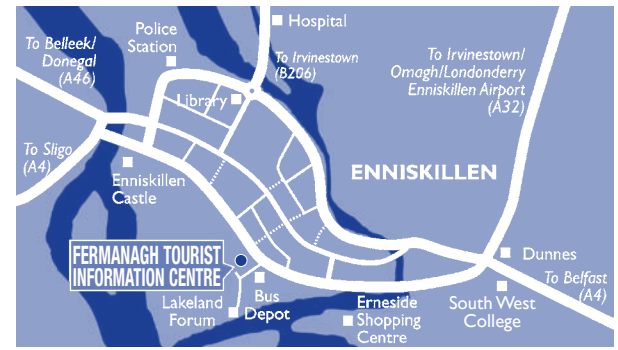 Hospital
Police
Station
To Belleek/
Donegal
(A46)
To Irvinestown
(B206)
To Irvinestown/
Omagh/Londonderry
Enniskillen Airport
(A32)
Library
To Sligo
(A4)
Enniskillen
Castle
ENNISKILLEN
FERMANAGH TOURIST
INFORMATION CENTRE
Dunnes
To Belfast
(A4)
Lakeland
Forum
Bus
Depot
Erneside
Shopping
Centre
South West
College